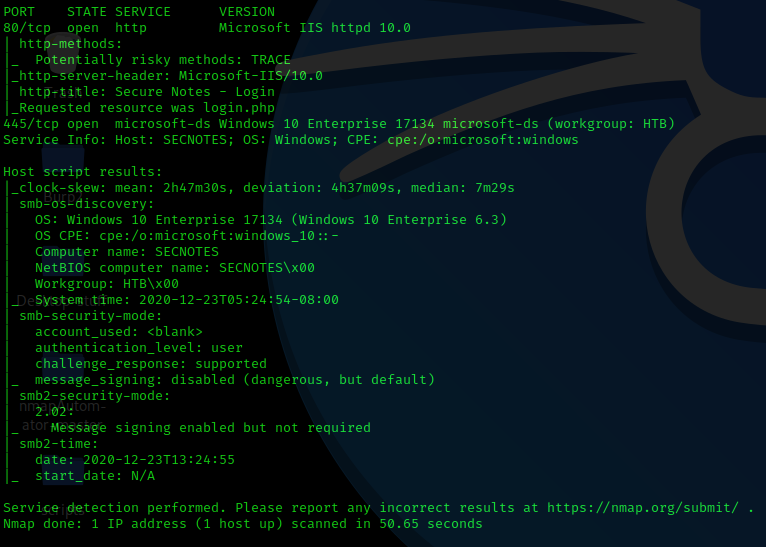 PORT    STATE SERVICE      VERSION
80/tcp  open  http         Microsoft IIS httpd 10.0
| http-methods:
|_  Potentially risky methods: TRACE
|_http-server-header: Microsoft-IIS/10.0
| http-title: Secure Notes - Login
|_Requested resource was login.php
445/tcp open  microsoft-ds Windows 10 Enterprise 17134 microsoft-ds (workgroup: HTB)
Service Info: Host: SECNOTES; OS: Windows; CPE: cpe:/o:microsoft:windows

Host script results:
|_clock-skew: mean: 2h47m30s, deviation: 4h37m09s, median: 7m29s
| smb-os-discovery:
|   OS: Windows 10 Enterprise 17134 (Windows 10 Enterprise 6.3)
|   OS CPE: cpe:/o:microsoft:windows_10::-
|   Computer name: SECNOTES
|   NetBIOS computer name: SECNOTES\x00
|   Workgroup: HTB\x00
|_  System time: 2020-12-23T05:24:54-08:00
| smb-security-mode:
|   account_used: <blank>
|   authentication_level: user
|   challenge_response: supported
|_  message_signing: disabled (dangerous, but default)
| smb2-security-mode:
|   2.02:
|_    Message signing enabled but not required
| smb2-time:
|   date: 2020-12-23T13:24:55
|_  start_date: N/A

Service detection performed. Please report any incorrect results at https://nmap.org/submit/ .
Nmap done: 1 IP address (1 host up) scanned in 50.65 seconds